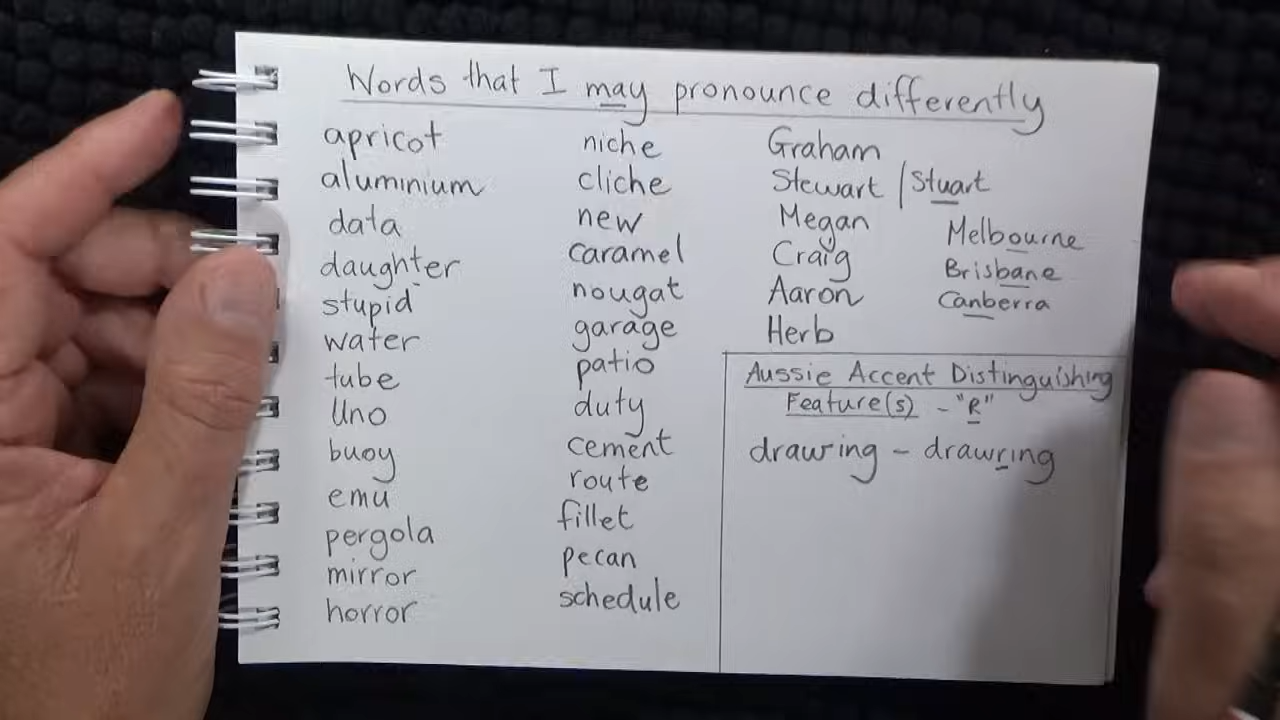 Words that I may pronounce differently
apricot
aluminium
data
daughter
stupid
water
tube
Uno
buoy
emu
pergola
mirror
horror
niche
cliche
new
caramel
nougat
garage
patio
duty
cement
route
fillet
pecan
schedule
Graham
Stewart / Stuart
Megan
Craig
Aaron
Herb
Melbourne
Brisbane
Canberra
Aussie Accent Distinguishing
Feature(s) - "R"
drawing - drawring